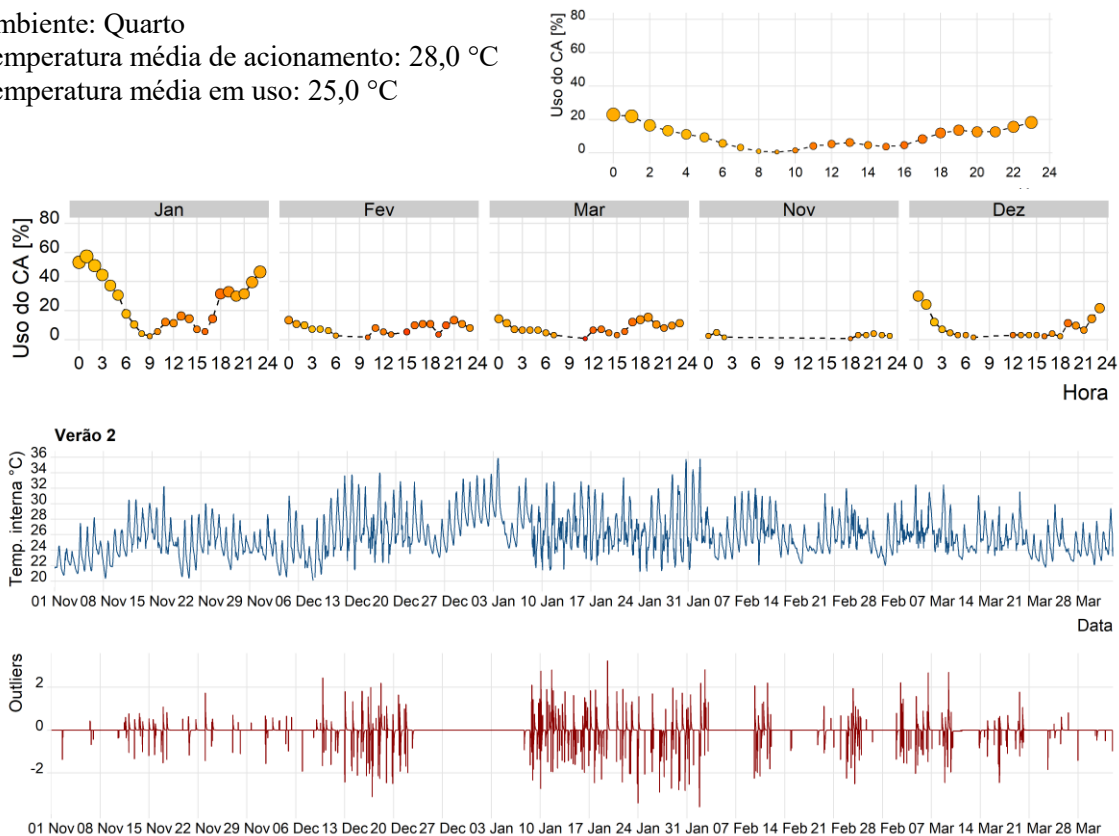 mbiente: Quarto
emperatura média de acionamento: 28,0 °C
emperatura média em uso: 25,0 °C
Uso do CA [%]
80
60
40
20
0
0 2 4 6 8 10 12 14 16 18 20 22 24
Jan Fev Mar Nov Dez
Uso do CA [%]
80
60
40
20
0
0 3 6 9 12 15 18 21 24 0 3 6 9 12 15 18 21 24 0 3 6 9 12 15 18 21 24 0 3 6 9 12 15 18 21 24 0 3 6 9 12 15 18 21 24
Hora
Verão 2
Temp. interna °C)
36
34
32
30
28
26
24
22
20
01 Nov 08 Nov 15 Nov 22 Nov 29 Nov 06 Dec 13 Dec 20 Dec 27 Dec 03 Jan 10 Jan 17 Jan 24 Jan 31 Jan 07 Feb 14 Feb 21 Feb 28 Feb 07 Mar 14 Mar 21 Mar 28 Mar
Data
Outliers
2
0
-2
01 Nov 08 Nov 15 Nov 22 Nov 29 Nov 06 Dec 13 Dec 20 Dec 27 Dec 03 Jan 10 Jan 17 Jan 24 Jan 31 Jan 07 Feb 14 Feb 21 Feb 28 Feb 07 Mar 14 Mar 21 Mar 28 Mar